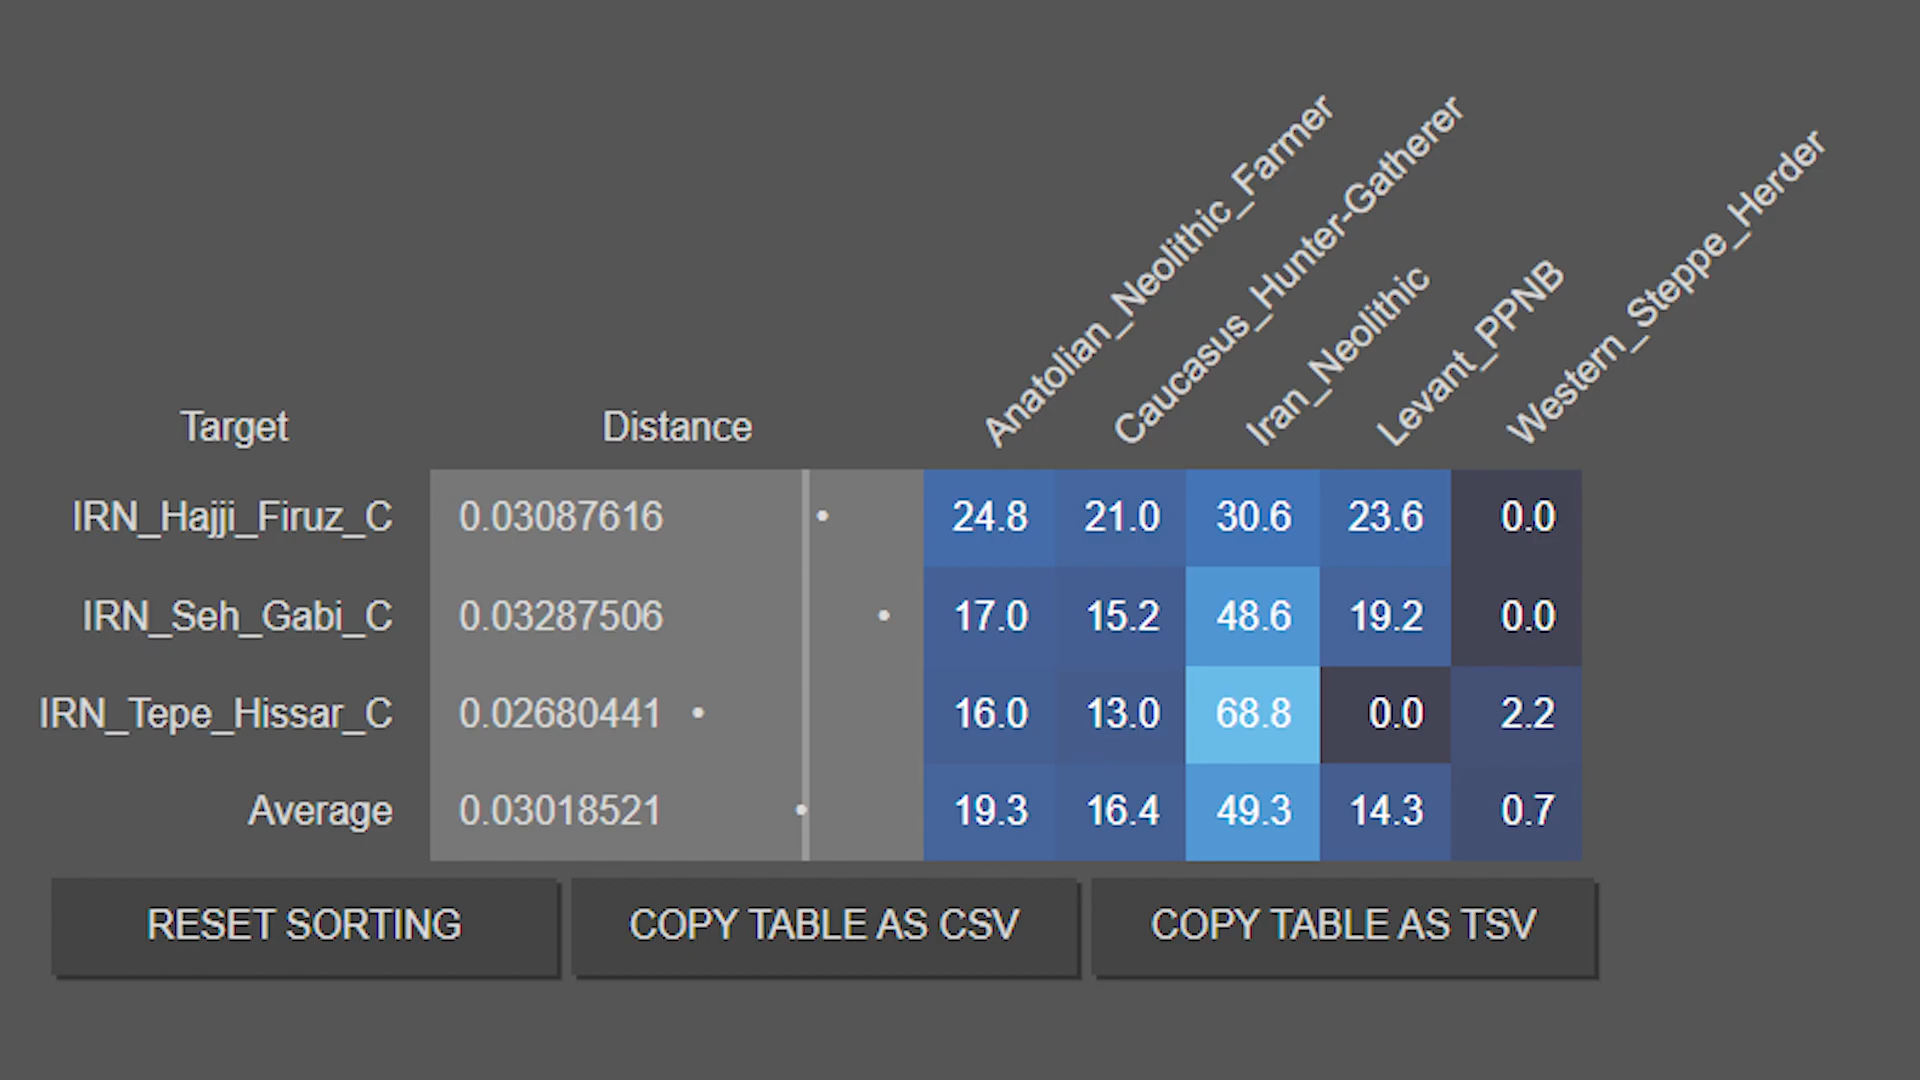 Anatolian_Neolithic_Farmer
Caucasus_Hunter-Gatherer
Iran_Neolithic
Levant_PPNB
Western_Steppe_Herder
Target Distance
IRN_Hajji_Firuz_C 0.03087616 24.8 21.0 30.6 23.6 0.0
IRN_Seh_Gabi_C 0.03287506 17.0 15.2 48.6 19.2 0.0
IRN_Tepe_Hissar_C 0.02680441 16.0 13.0 68.8 0.0 2.2
Average 0.03018521 19.3 16.4 49.3 14.3 0.7
RESET SORTING COPY TABLE AS CSV COPY TABLE AS TSV